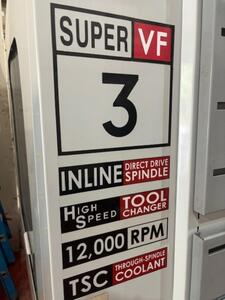 SUPER VF
3
INLINE DIRECT DRIVE SPINDLE
HIGH SPEED TOOL CHANGER
12,000 RPM
TSC THROUGH-SPINDLE COOLANT